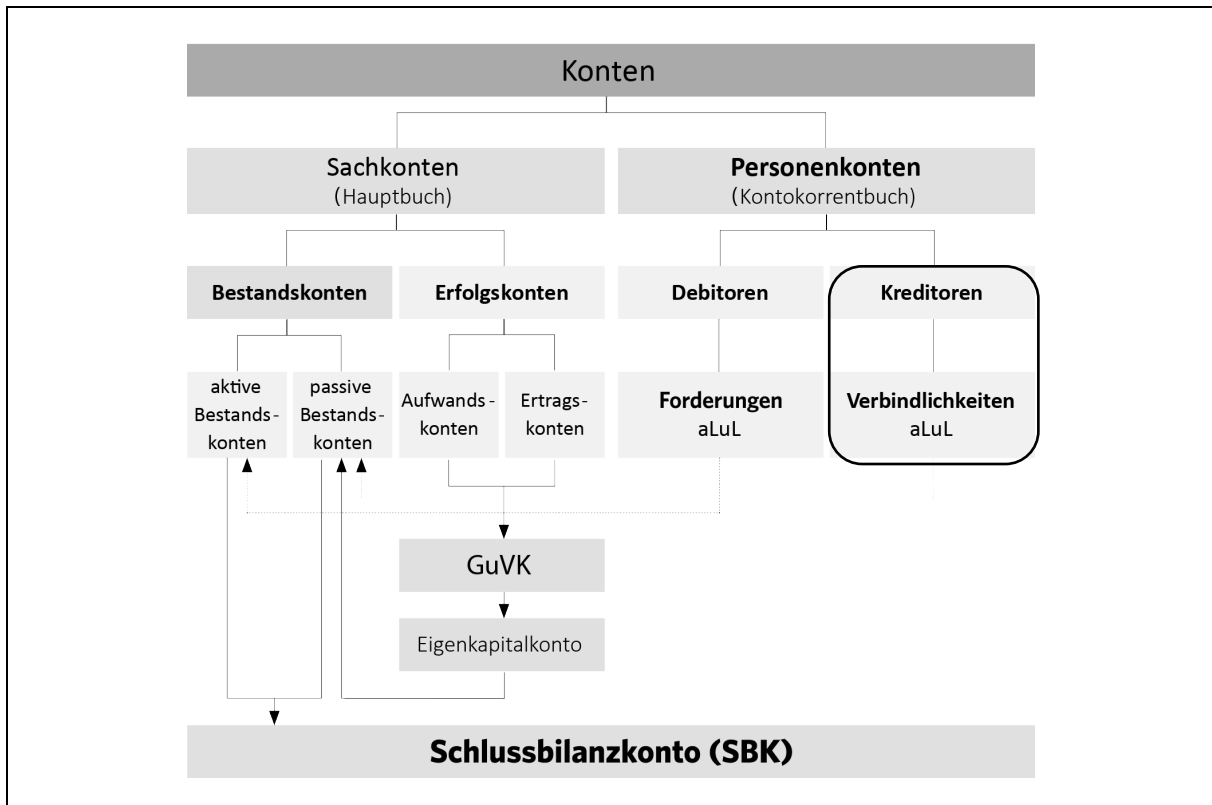 Konten
Sachkonten
(Hauptbuch)
Personenkonten
(Kontokorrentbuch)
Bestandskonten
Erfolgskonten
Debitoren
Kreditoren
aktive
Bestands-
konten
passive
Bestands-
konten
Aufwands-
konten
Ertrags-
konten
Forderungen
aLuL
Verbindlichkeiten
aLuL
GuVK
Eigenkapitalkonto
Schlussbilanzkonto (SBK)